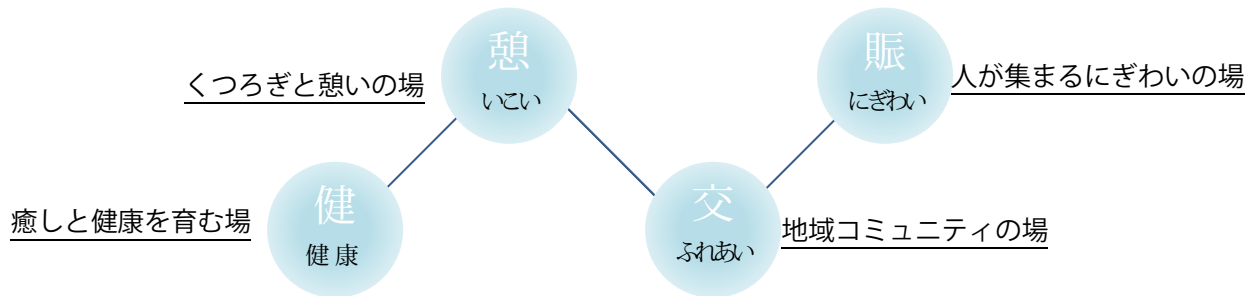 憩
いこい
くつろぎと憩いの場
賑
にぎわい
人が集まるにぎわいの場
健
健康
癒しと健康を育む場
交
ふれあい
地域コミュニティの場